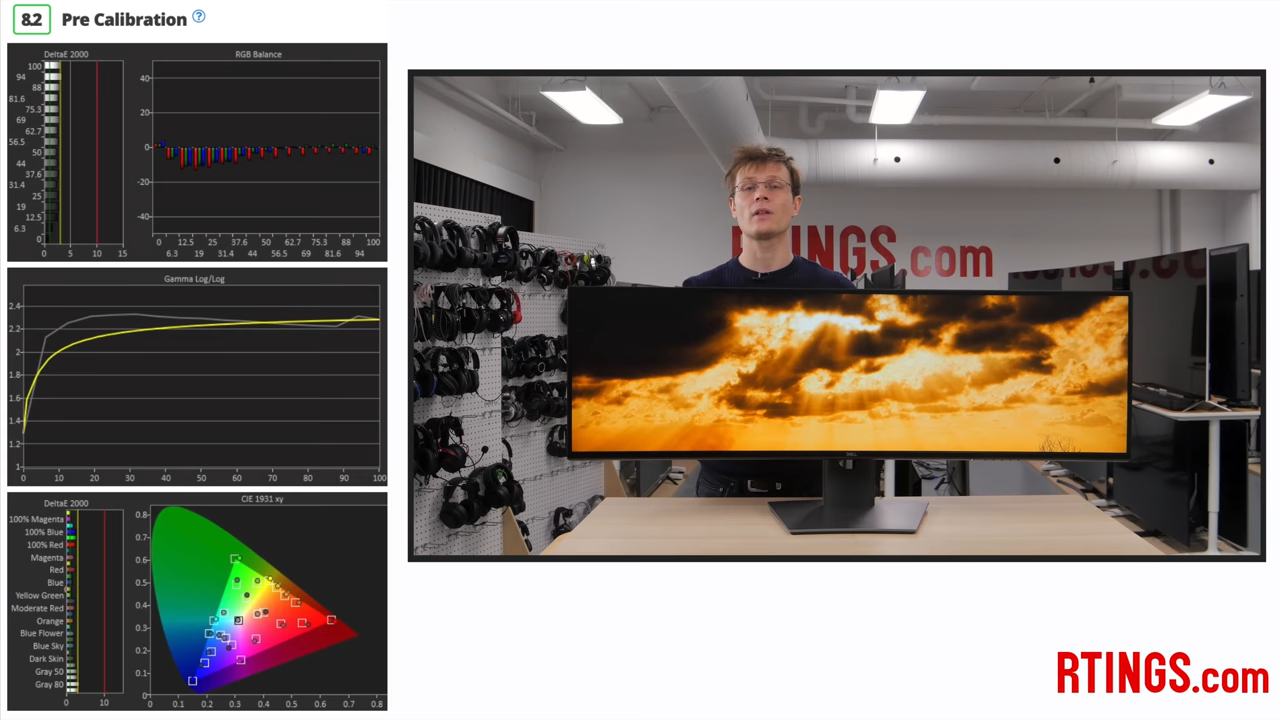 8.2 Pre Calibration ?
DeltaE 2000
100
94
88
81.6
75.3
69
62.7
56.5
50
44
37.6
31.4
25
19
12.5
6.3
0
0 5 10 15
RGB Balance
40
20
0
-20
-40
0 12.5 25 37.6 50 62.7 75.3 88 100
6.3 19 31.4 44 56.5 69 81.6 94
Gamma Log/Log
2.4
2.2
2
1.8
1.6
1.4
1.2
1
0 10 20 30 40 50 60 70 80 90 100
DeltaE 2000
100% Magenta
100% Blue
100% Red
Magenta
Red
Blue
Yellow Green
Moderate Red
Orange
Blue Flower
Blue Sky
Dark Skin
Gray 50
Gray 80
0 10
CIE 1931 xy
0.8
0.7
0.6
0.5
0.4
0.3
0.2
0.1
0
0 0.1 0.2 0.3 0.4 0.5 0.6 0.7 0.8
RTINGS.com
DELL
RTINGS.com